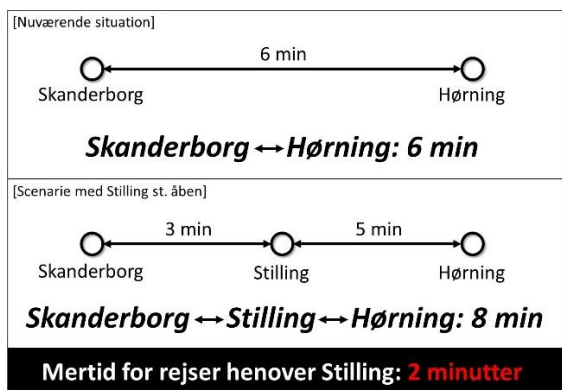 [Nuværende situation]
6 min
Skanderborg Hørning
Skanderborg ↔ Hørning: 6 min
[Scenarie med Stilling st. åben]
3 min 5 min
Skanderborg Stilling Hørning
Skanderborg ↔ Stilling ↔ Hørning: 8 min
Mertid for rejser henover Stilling: 2 minutter